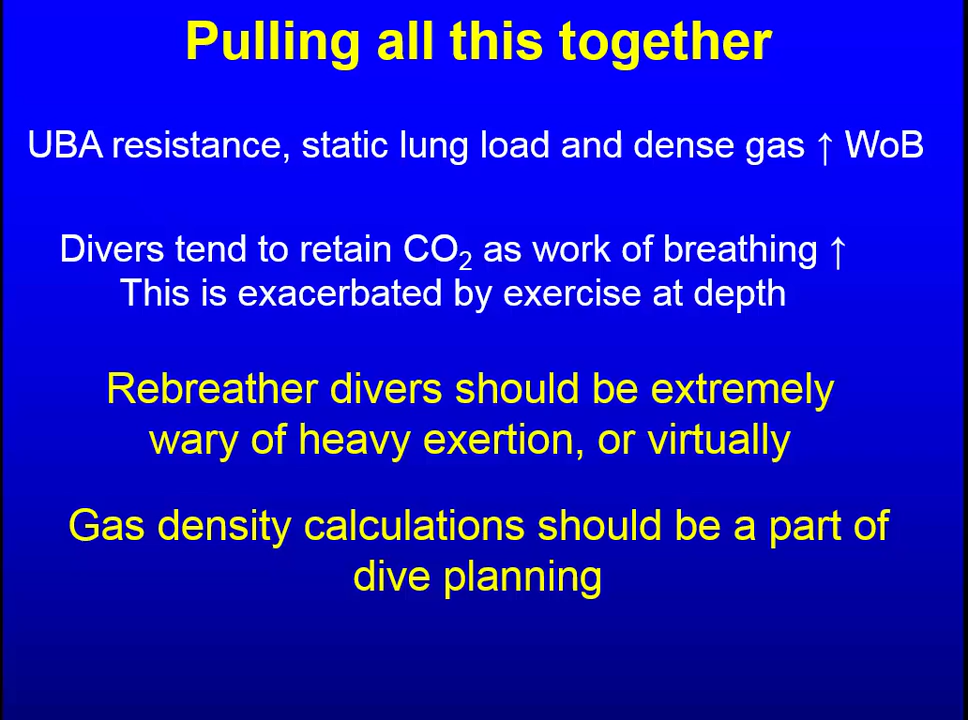 Pulling all this together
UBA resistance, static lung load and dense gas ↑ WoB
Divers tend to retain CO₂ as work of breathing ↑
This is exacerbated by exercise at depth
Rebreather divers should be extremely
wary of heavy exertion, or virtually
Gas density calculations should be a part of
dive planning